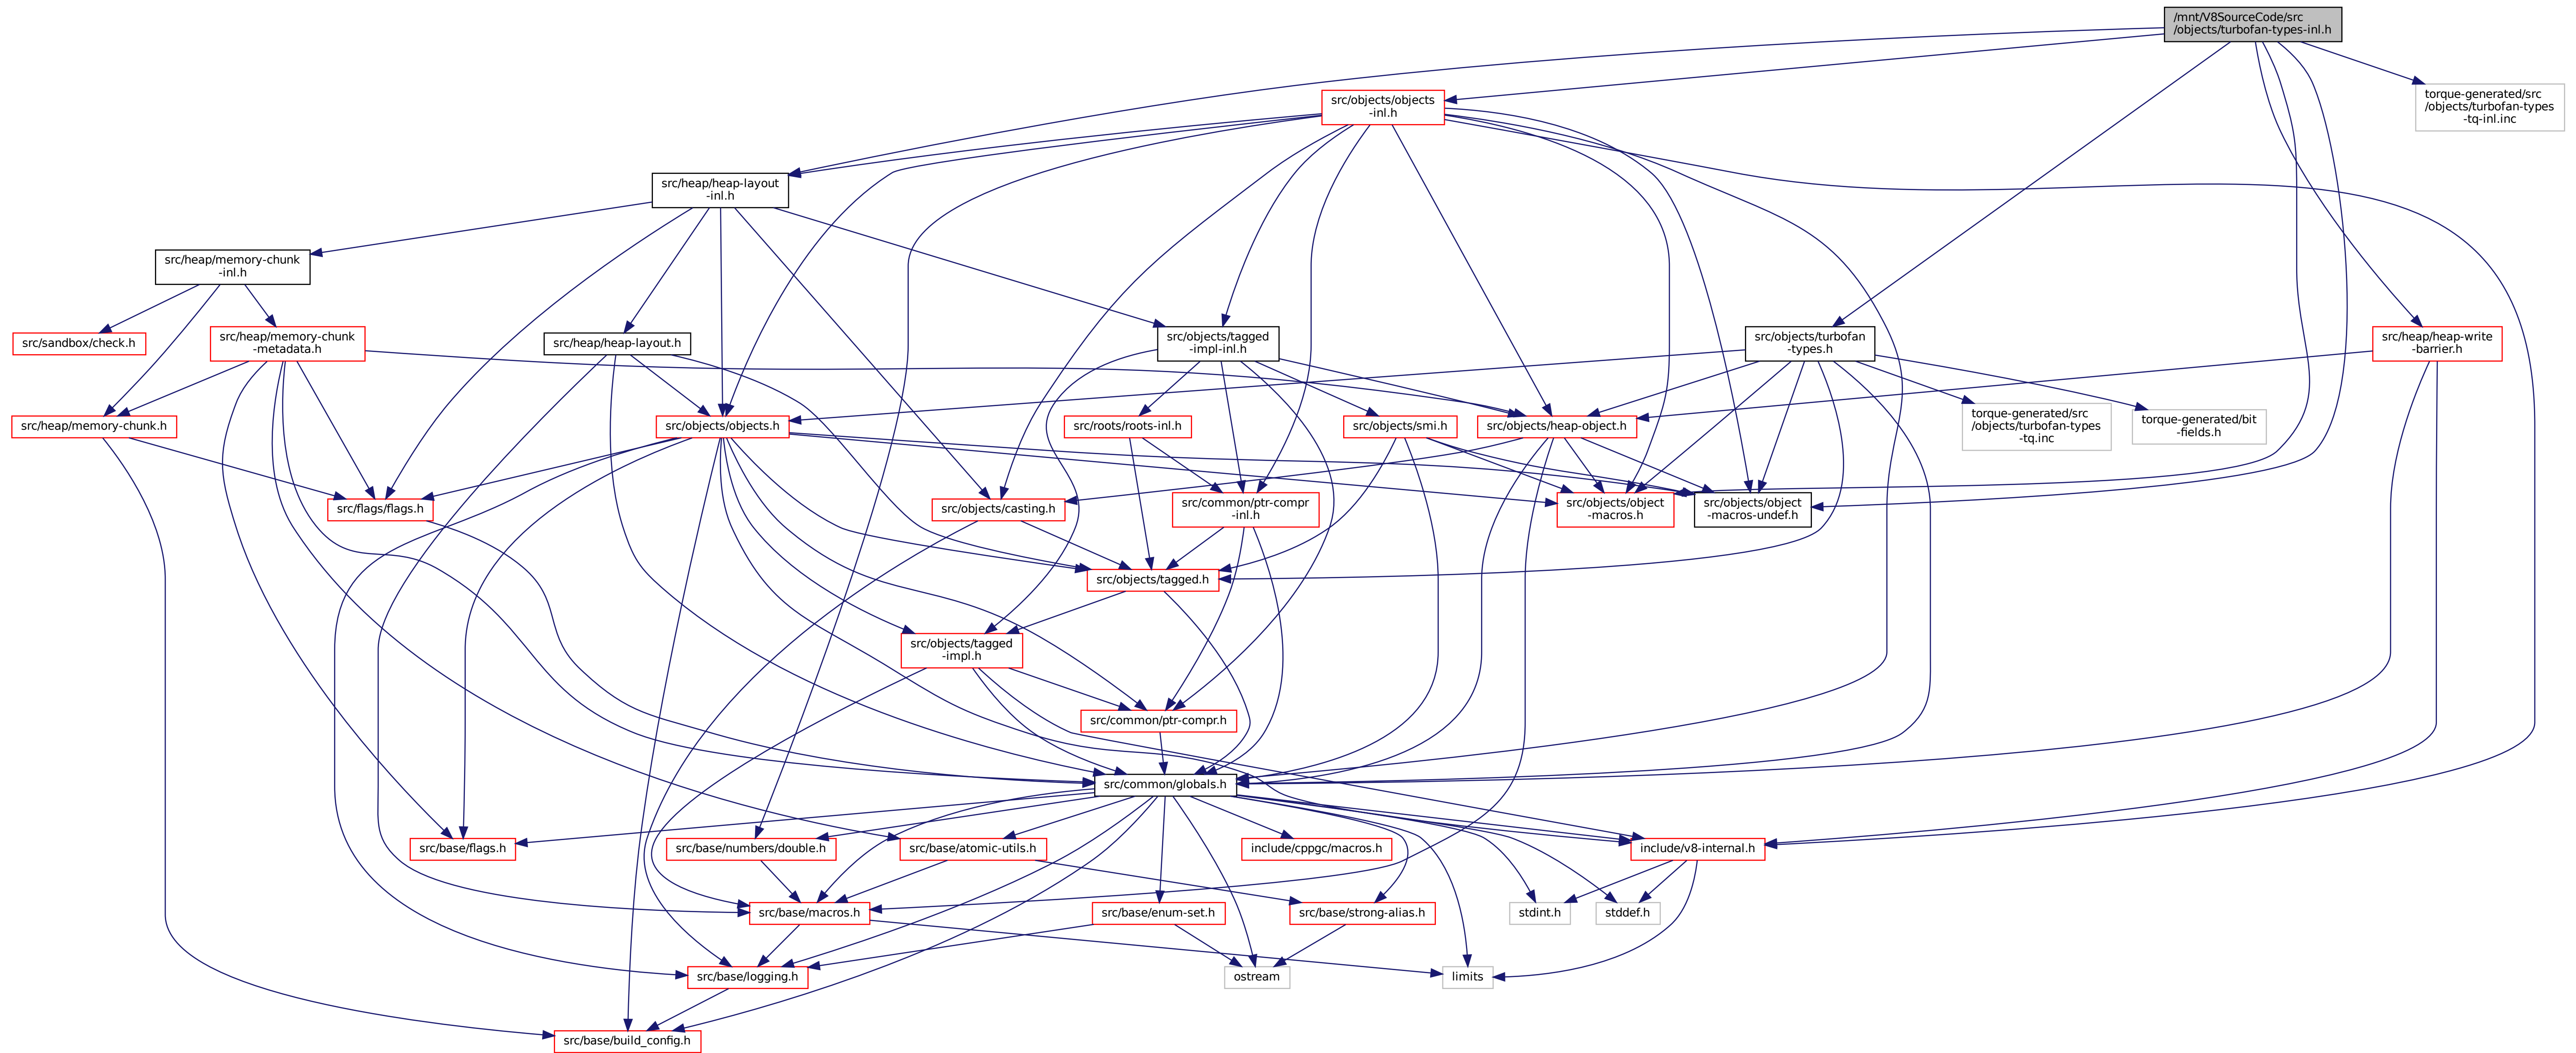 /mnt/V8SourceCode/src
/objects/turbofan-types-inl.h
torque-generated/src
/objects/turbofan-types
-tq-inl.inc
src/objects/objects
-inl.h
src/heap/heap-layout
-inl.h
src/heap/memory-chunk
-inl.h
src/sandbox/check.h
src/heap/memory-chunk
-metadata.h
src/heap/heap-layout.h
src/objects/tagged
-impl-inl.h
src/objects/turbofan
-types.h
src/heap/heap-write
-barrier.h
src/heap/memory-chunk.h
src/objects/objects.h
src/roots/roots-inl.h
src/objects/smi.h
src/objects/heap-object.h
torque-generated/src
/objects/turbofan-types
-tq.inc
torque-generated/bit
-fields.h
src/flags/flags.h
src/objects/casting.h
src/common/ptr-compr
-inl.h
src/objects/object
-macros.h
src/objects/object
-macros-undef.h
src/objects/tagged.h
src/objects/tagged
-impl.h
src/common/ptr-compr.h
src/common/globals.h
src/base/flags.h
src/base/numbers/double.h
src/base/atomic-utils.h
include/cppgc/macros.h
include/v8-internal.h
src/base/macros.h
src/base/enum-set.h
src/base/strong-alias.h
stdint.h
stddef.h
src/base/logging.h
ostream
limits
src/base/build_config.h